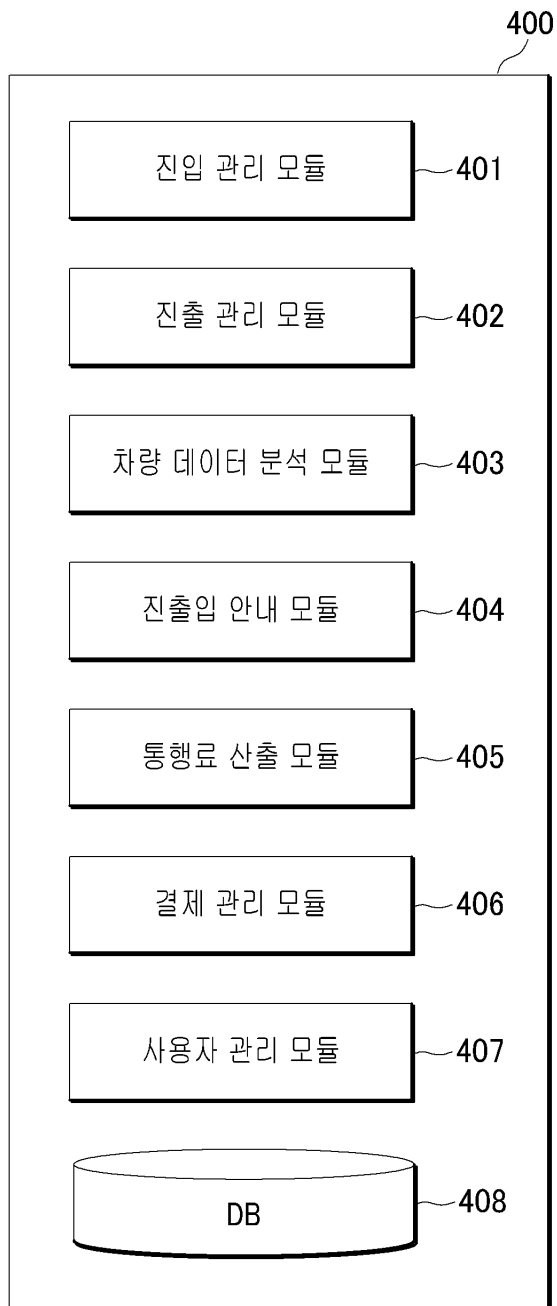 400
진입 관리 모듈 401
진출 관리 모듈 402
차량 데이터 분석 모듈 403
진출입 안내 모듈 404
통행료 산출 모듈 405
결제 관리 모듈 406
사용자 관리 모듈 407
DB 408